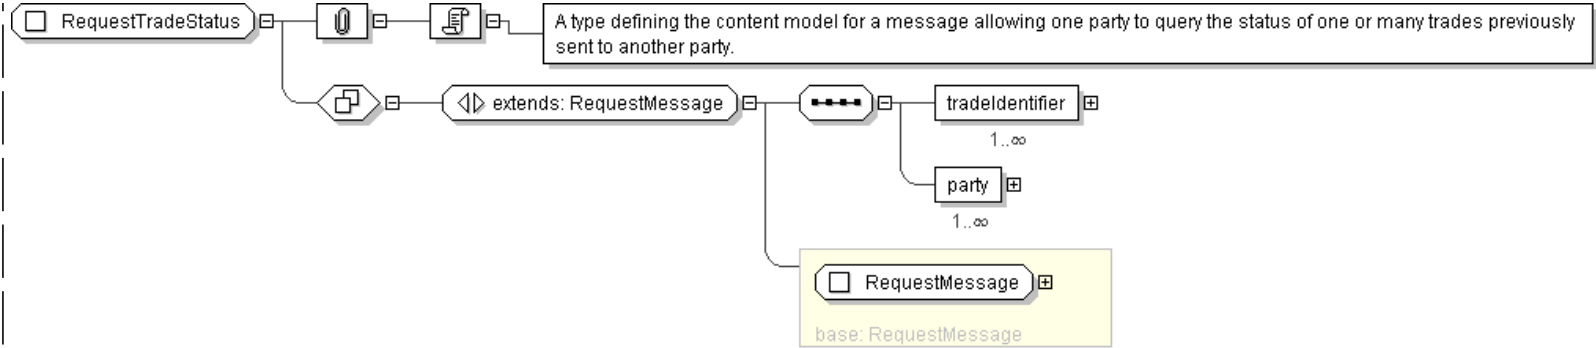 RequestTradeStatus
A type defining the content model for a message allowing one party to query the status of one or many trades previously
sent to another party.
extends: RequestMessage
tradeIdentifier
1..∞
party
1..∞
RequestMessage
base: RequestMessage